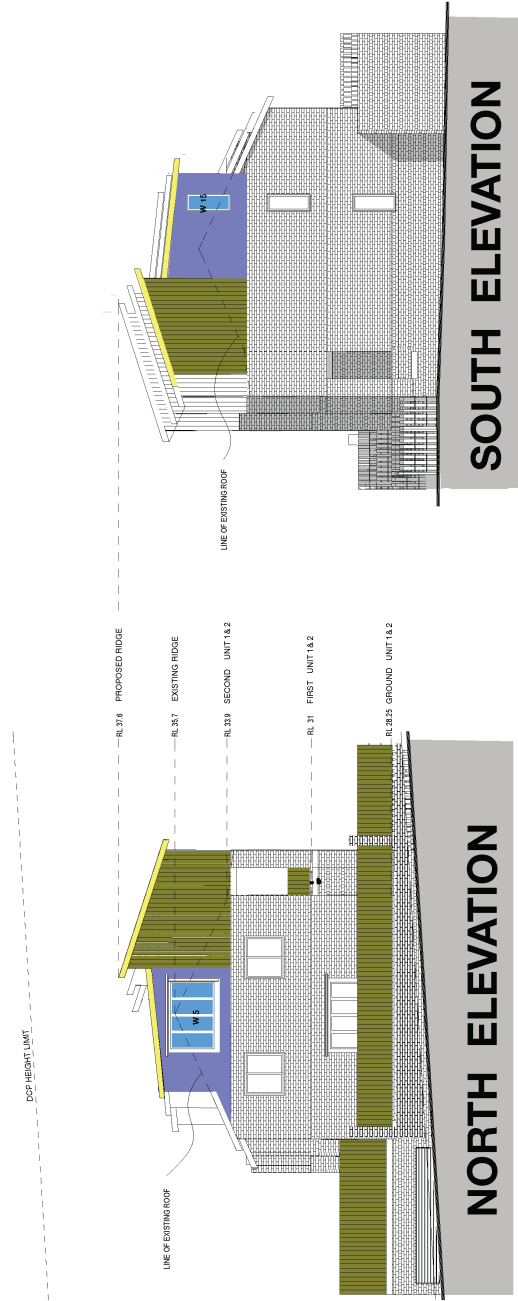 SOUTH ELEVATION
W 15
LINE OF EXISTING ROOF
RL 37.6 PROPOSED RIDGE
RL 35.7 EXISTING RIDGE
RL 33.9 SECOND UNIT 1 & 2
RL 31 FIRST UNIT 1 & 2
RL 28.25 GROUND UNIT 1 & 2
DCP HEIGHT LIMIT
W 5
LINE OF EXISTING ROOF
NORTH ELEVATION